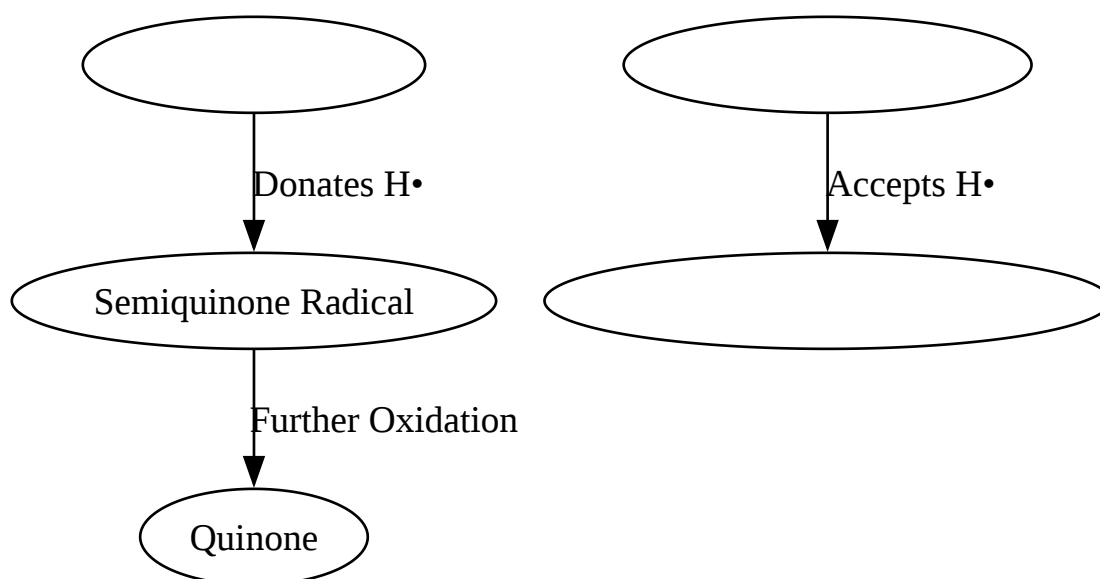 Donates H•
Accepts H•
Semiquinone Radical
Further Oxidation
Quinone